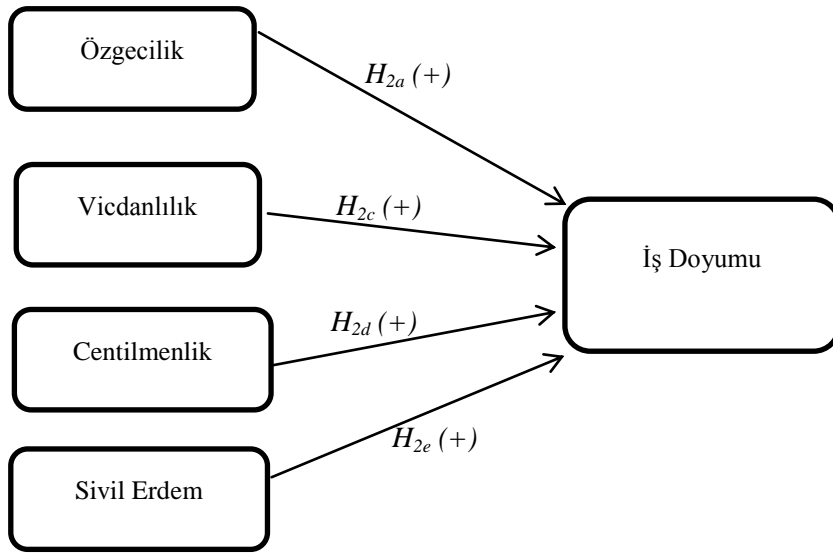 Özgecilik
H2a (+)
Vicdanlılık
H2c (+)
İş Doyumu
H2d (+)
Centilmenlik
H2e (+)
Sivil Erdem